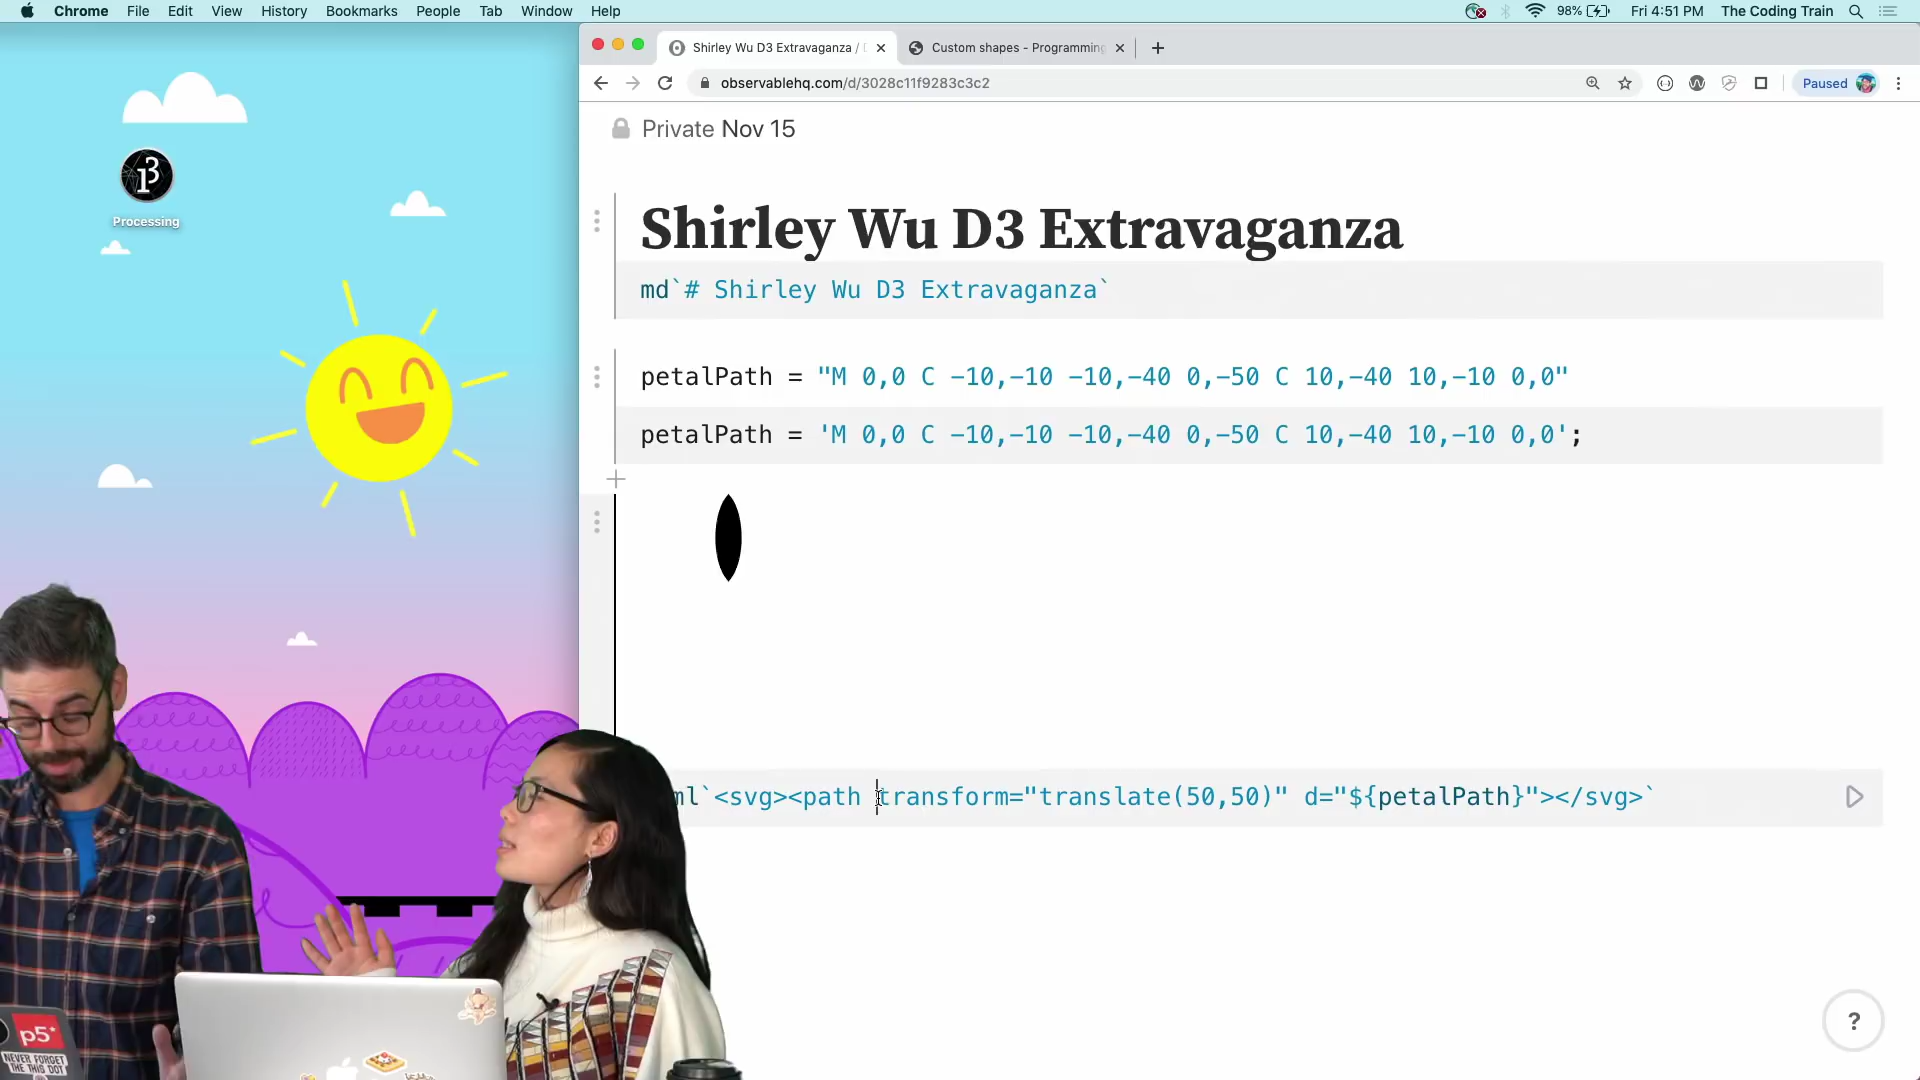 Chrome File Edit View History Bookmarks People Tab Window Help 98% Fri 4:51 PM The Coding Train
Shirley Wu D3 Extravaganza / Custom shapes - Programming
observablehq.com/d/3028c11f9283c3c2 Paused
Private Nov 15
Processing
Shirley Wu D3 Extravaganza
md`# Shirley Wu D3 Extravaganza`
petalPath = "M 0,0 C -10,-10 -10,-40 0,-50 C 10,-40 10,-10 0,0"
petalPath = 'M 0,0 C -10,-10 -10,-40 0,-50 C 10,-40 10,-10 0,0';
ml`<svg><path transform="translate(50,50)" d="${petalPath}"></svg>`
?
p5*
NEVER FORGET
THE THIS DOT